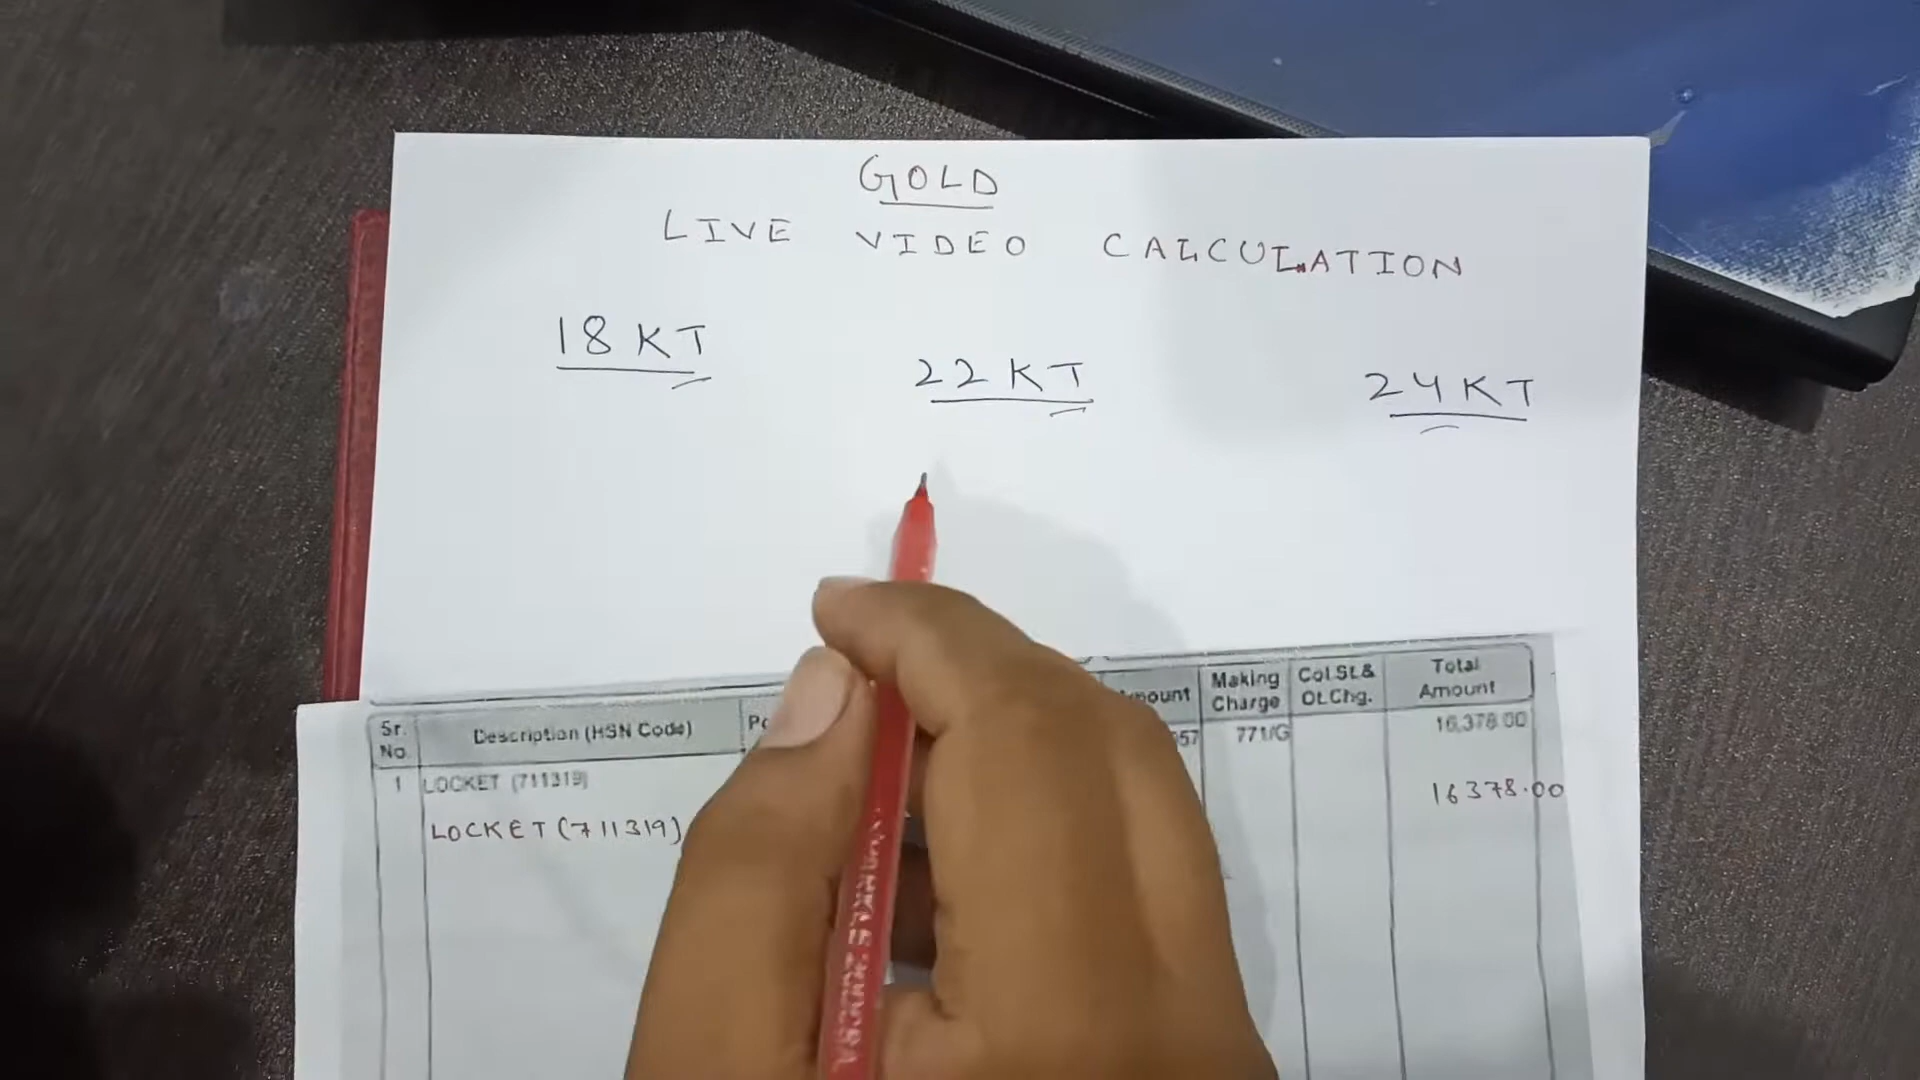 GOLD
LIVE VIDEO CALCULATION
18 KT
22 KT
24 KT
Sr. No. Description (HSN Code) Making Charge Col.St.& Ot.Chg. Total Amount
1 LOCKET (711319) 771/G 16,378.00
LOCKET (711319) 16378.00